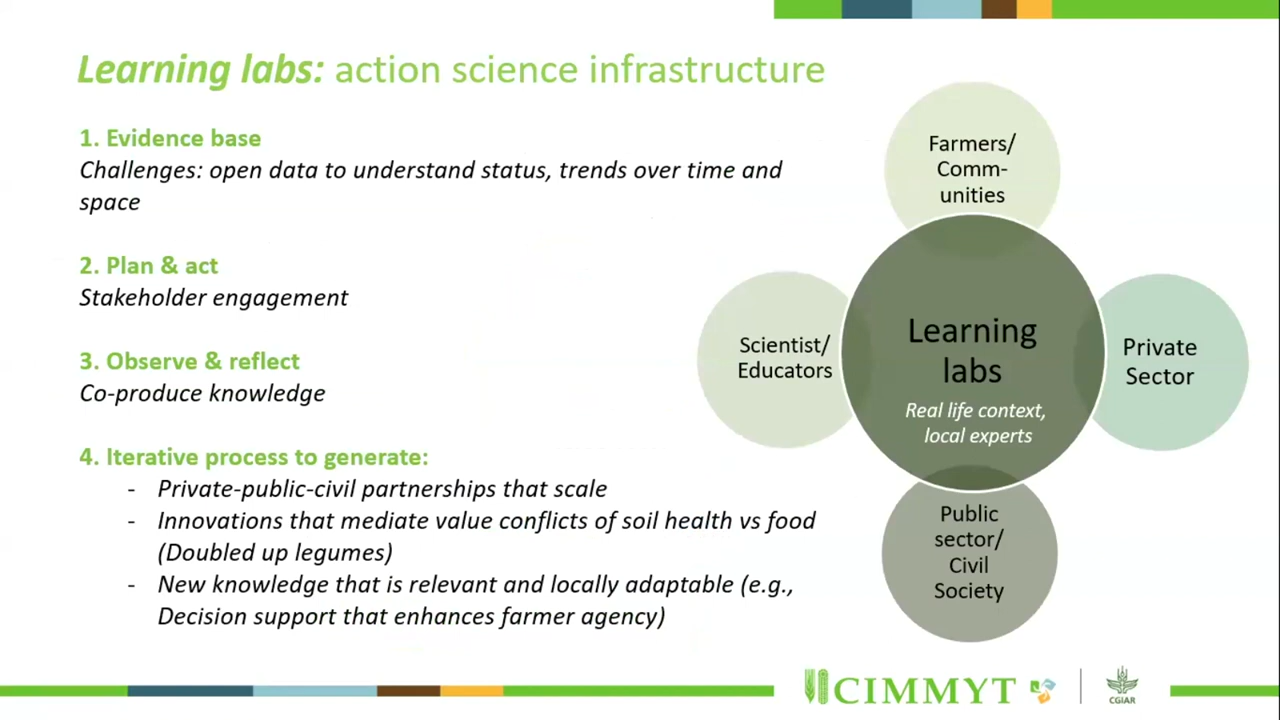 Learning labs: action science infrastructure
1. Evidence base
Challenges: open data to understand status, trends over time and
space
2. Plan & act
Stakeholder engagement
3. Observe & reflect
Co-produce knowledge
4. Iterative process to generate:
- Private-public-civil partnerships that scale
- Innovations that mediate value conflicts of soil health vs food
(Doubled up legumes)
- New knowledge that is relevant and locally adaptable (e.g.,
Decision support that enhances farmer agency)
Farmers/
Comm-
unities
Scientist/
Educators
Learning
labs
Real life context,
local experts
Private
Sector
Public
sector/
Civil
Society
CIMMYT
CGIAR